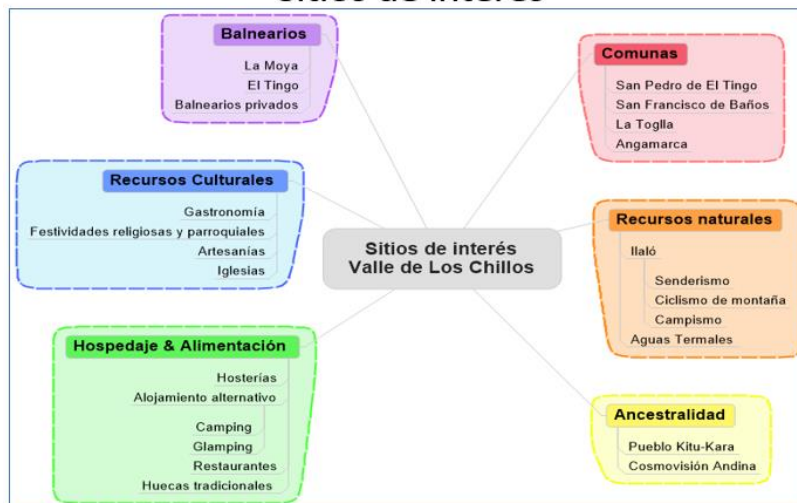 Sitios de interés
Balnearios
La Moya
El Tingo
Balnearios privados
Recursos Culturales
Gastronomía
Festividades religiosas y parroquiales
Artesanías
Iglesias
Hospedaje & Alimentación
Hosterías
Alojamiento alternativo
Camping
Glamping
Restaurantes
Huecas tradicionales
Sitios de interés
Valle de Los Chillos
Comunas
San Pedro de El Tingo
San Francisco de Baños
La Toglla
Angamarca
Recursos naturales
Ilaló
Senderismo
Ciclismo de montaña
Campismo
Aguas Termales
Ancestralidad
Pueblo Kitu-Kara
Cosmovisión Andina